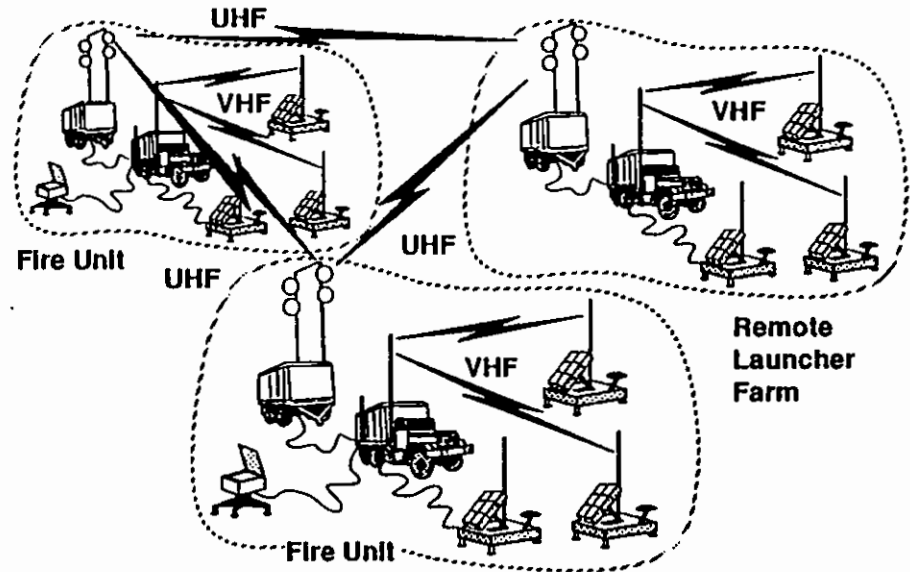 UHF
VHF
VHF
Fire Unit
UHF
UHF
Remote
Launcher
Farm
VHF
Fire Unit